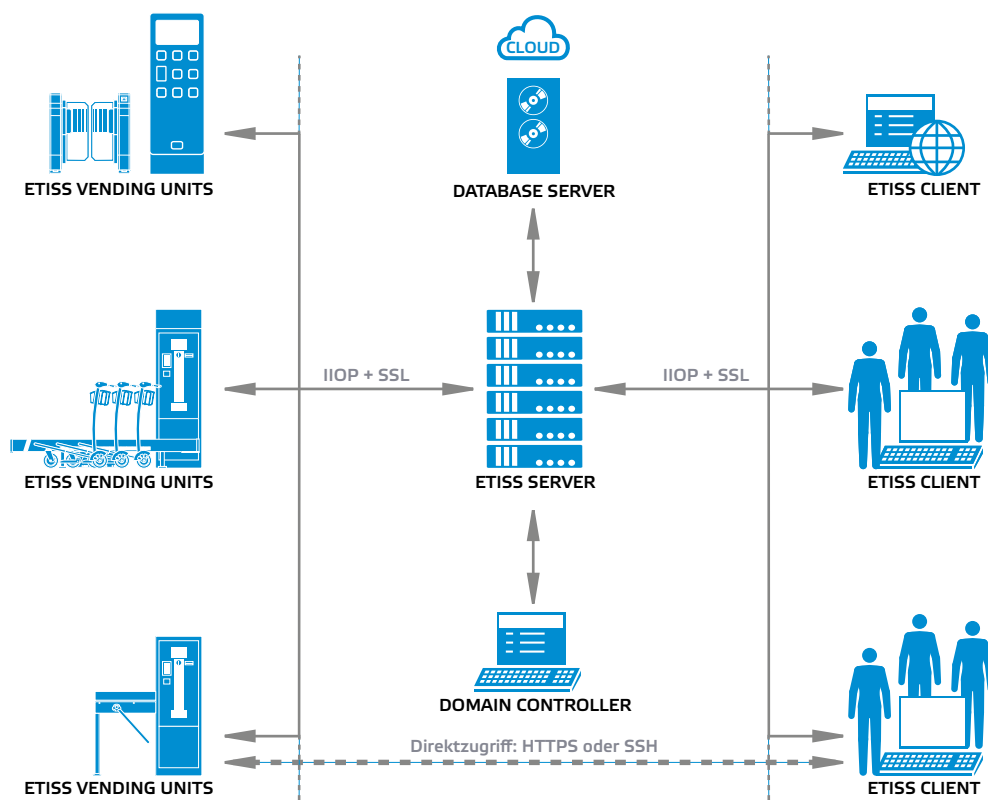 CLOUD
ETISS VENDING UNITS
DATABASE SERVER
ETISS CLIENT
IIOP + SSL
IIOP + SSL
ETISS VENDING UNITS
ETISS SERVER
ETISS CLIENT
DOMAIN CONTROLLER
Direktzugriff: HTTPS oder SSH
ETISS VENDING UNITS
ETISS CLIENT